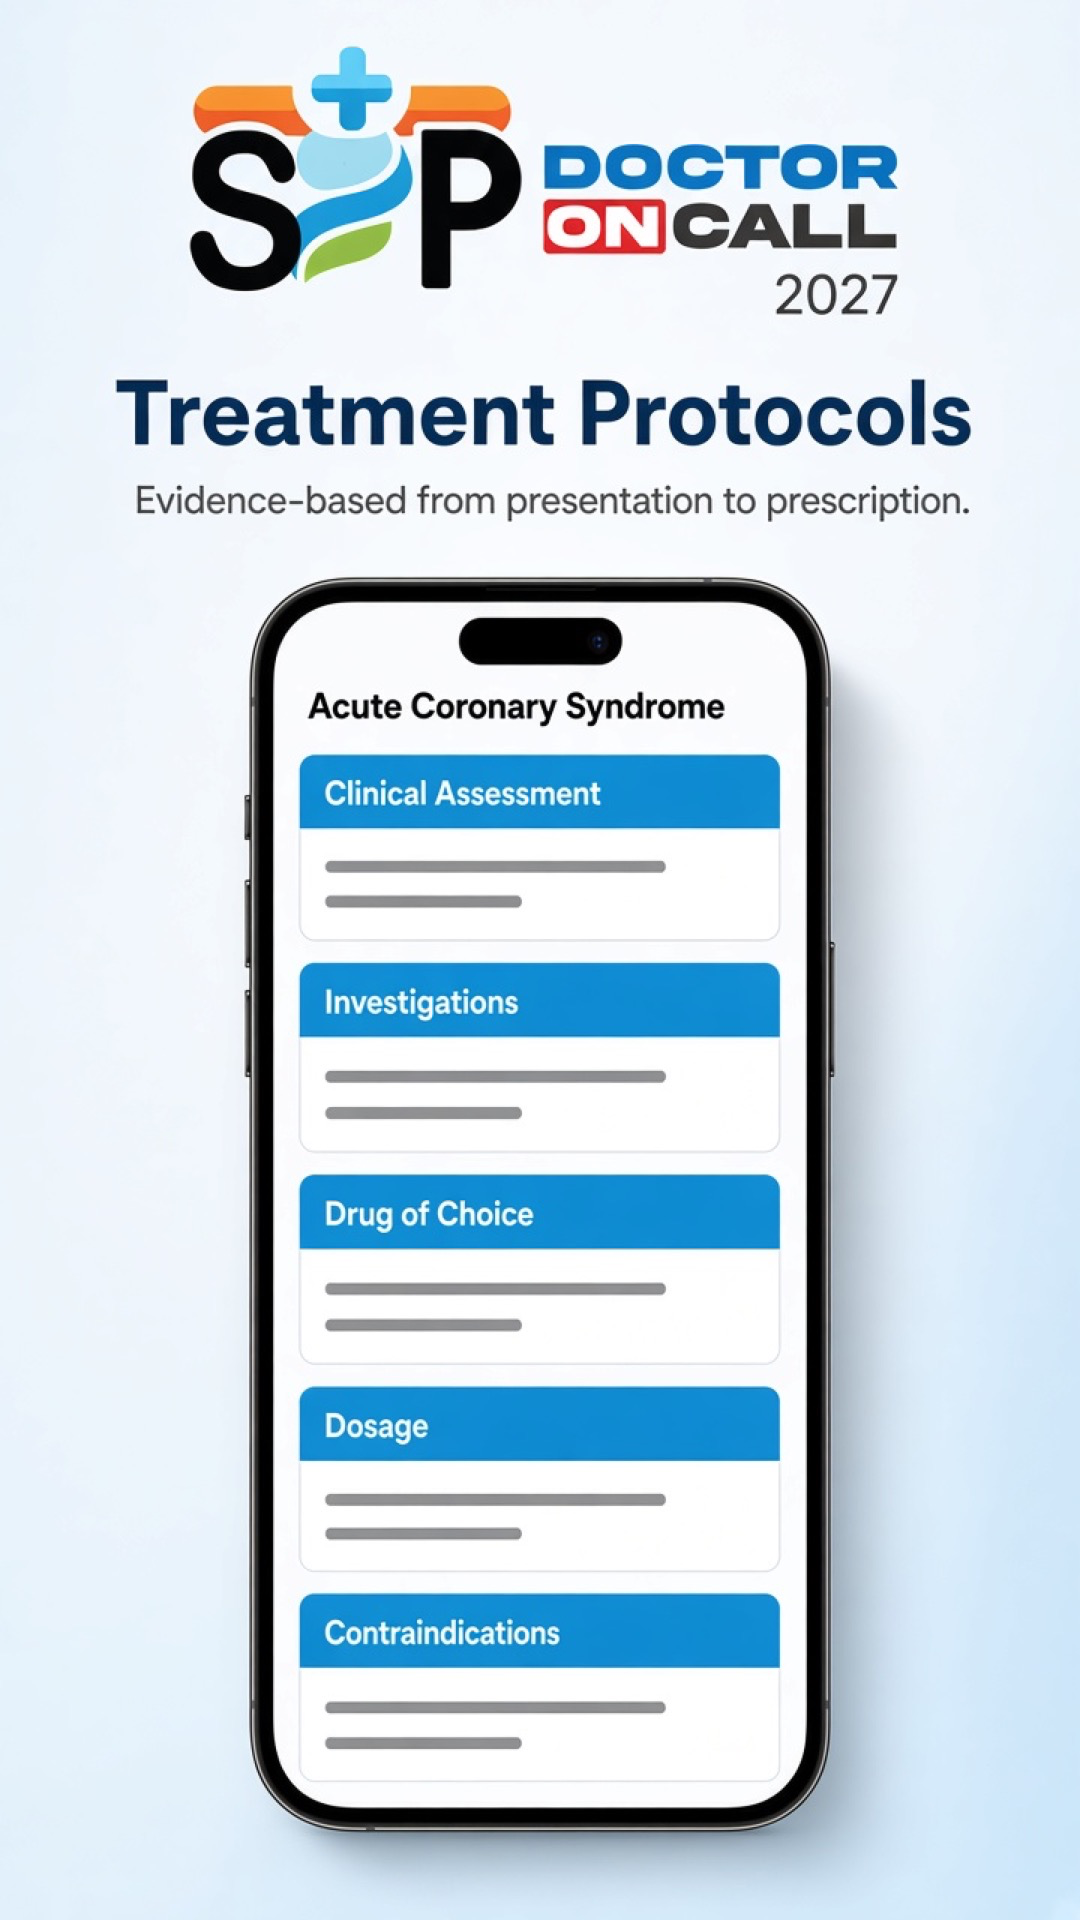 S P
DOCTOR
ON CALL
2027
Treatment Protocols
Evidence-based from presentation to prescription.
Acute Coronary Syndrome
Clinical Assessment
Investigations
Drug of Choice
Dosage
Contraindications